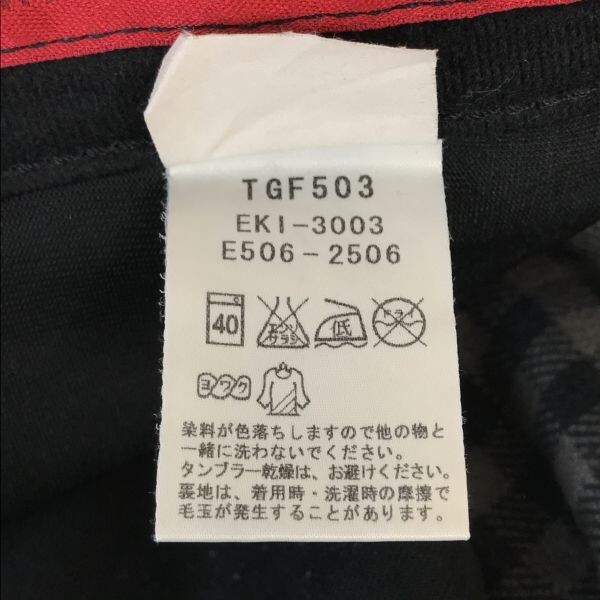 TGF503
EKI-3003
E506-2506
40 エンソ サラシ 低 ドライ
ヨワク
染料が色落ちしますので他の物と
一緒に洗わないでください。
タンブラー乾燥は、お避けください。
裏地は、着用時・洗濯時の摩擦で
毛玉が発生することがあります。